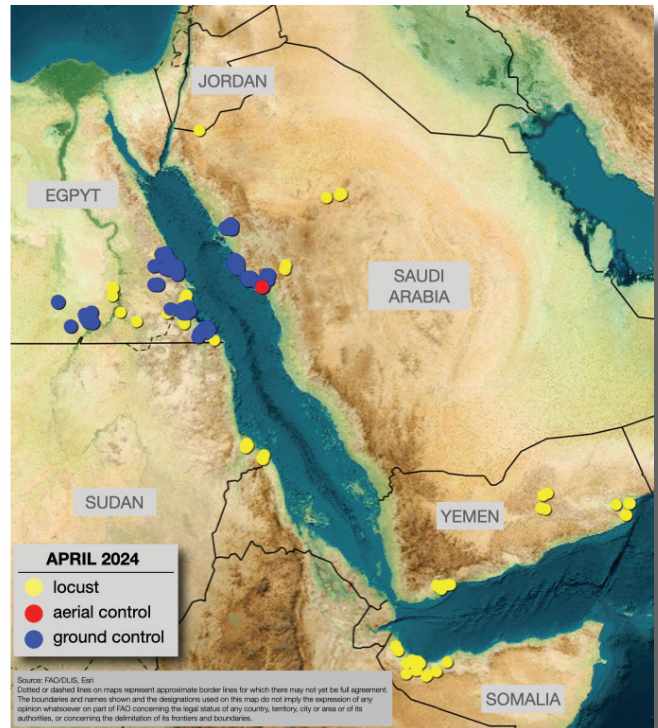 JORDAN
EGPYT
SAUDI
ARABIA
SUDAN
YEMEN
APRIL 2024
locust
aerial control
ground control
SOMALIA
Source: FAO/DLIS, Esri
Dotted or dashed lines on maps represent approximate border lines for which there may not yet be full agreement.
The boundaries and names shown and the designations used on this map do not imply the expression of any
opinion whatsoever on part of FAO concerning the legal status of any country, territory, city or area or of its
authorities, or concerning the delimitation of its frontiers and boundaries.